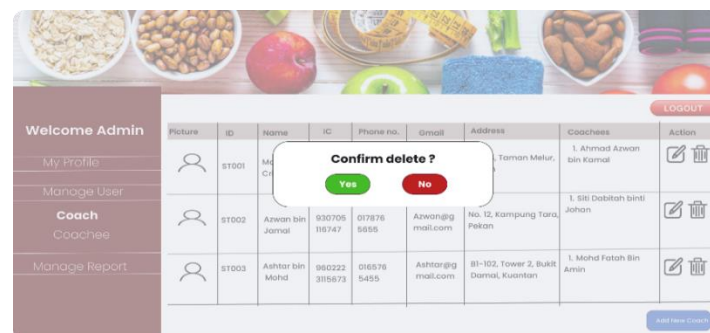 LOGOUT
Welcome Admin
My Profile
Manage User
Coach
Coachee
Manage Report
Picture ID Name IC Phone no. Gmail Address Coachees Action
ST001
Taman Melur,
1. Ahmad Azwan
bin Kamal
Confirm delete ?
Yes No
ST002
Azwan bin
Jamal
930705
116747
017876
5655
Azwan@g
mail.com
No. 12, Kampung Tara,
Pekan
1. Siti Dabitah binti
Johan
ST003
Ashtar bin
Mohd
980222
3115673
016576
5455
Ashtar@g
mail.com
B1-102, Tower 2, Bukit
Damai, Kuantan
1. Mohd Fatah Bin
Amin
Add New Coach